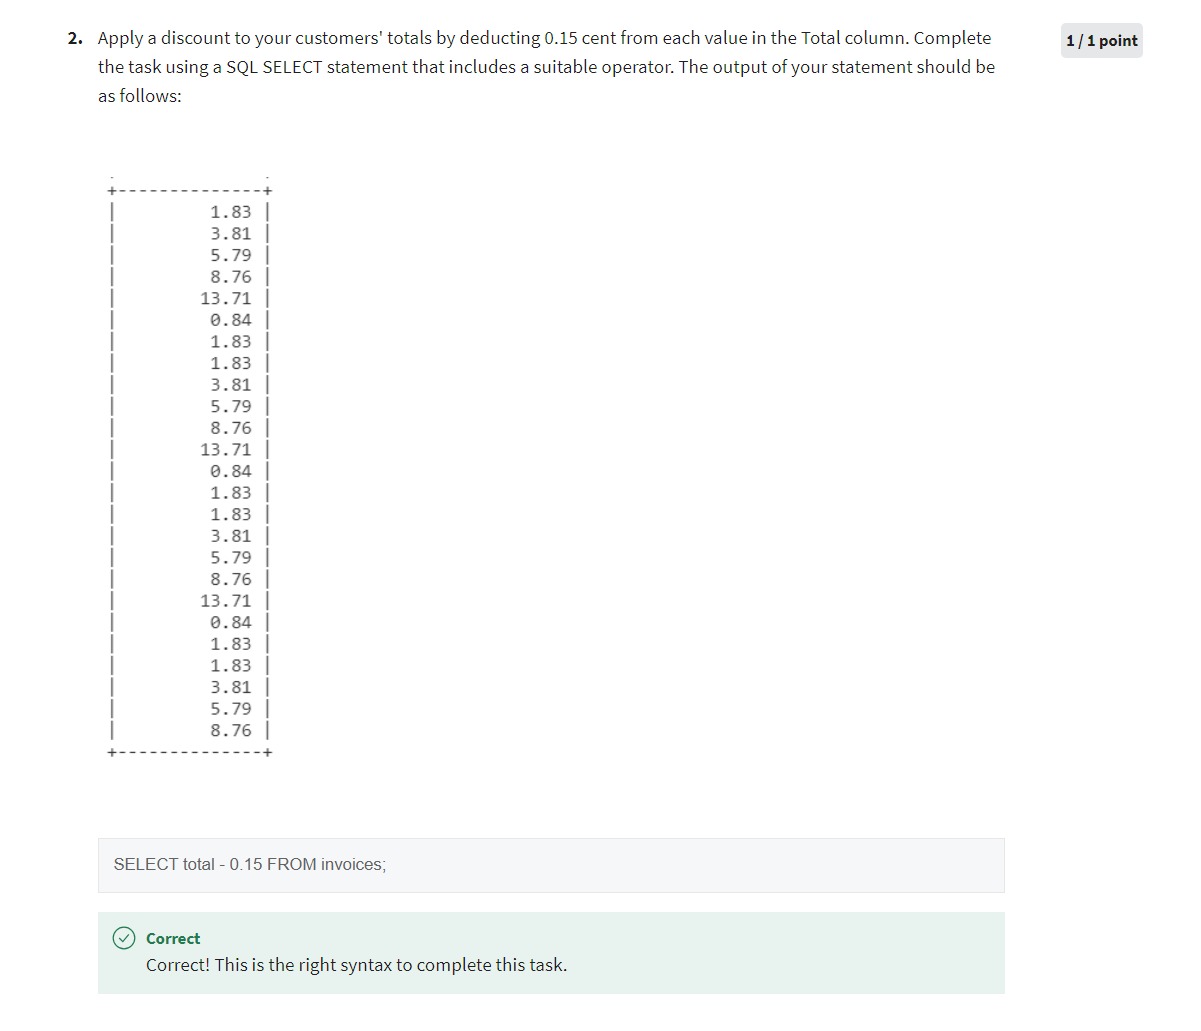 2. Apply a discount to your customers' totals by deducting 0.15 cent from each value in the Total column. Complete
the task using a SQL SELECT statement that includes a suitable operator. The output of your statement should be
as follows:
1 / 1 point
+---------------+
| 1.83 |
| 3.81 |
| 5.79 |
| 8.76 |
| 13.71 |
| 0.84 |
| 1.83 |
| 1.83 |
| 3.81 |
| 5.79 |
| 8.76 |
| 13.71 |
| 0.84 |
| 1.83 |
| 1.83 |
| 3.81 |
| 5.79 |
| 8.76 |
| 13.71 |
| 0.84 |
| 1.83 |
| 1.83 |
| 3.81 |
| 5.79 |
| 8.76 |
+---------------+
SELECT total - 0.15 FROM invoices;
Correct
Correct! This is the right syntax to complete this task.